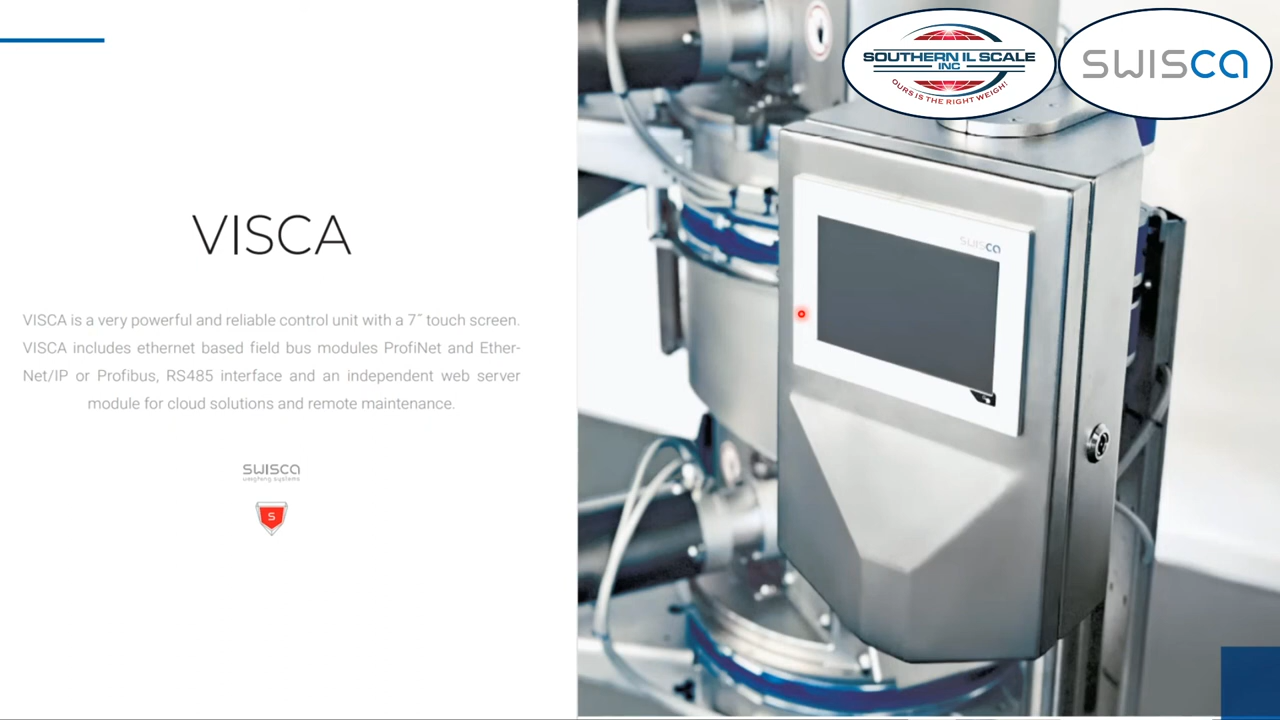 SOUTHERN IL SCALE
INC
OURS IS THE RIGHT WEIGH!
SWISCA
VISCA
VISCA is a very powerful and reliable control unit with a 7˝ touch screen.
VISCA includes ethernet based field bus modules ProfiNet and Ether-
Net/IP or Profibus, RS485 interface and an independent web server
module for cloud solutions and remote maintenance.
swisca
weighing systems
S
swisca